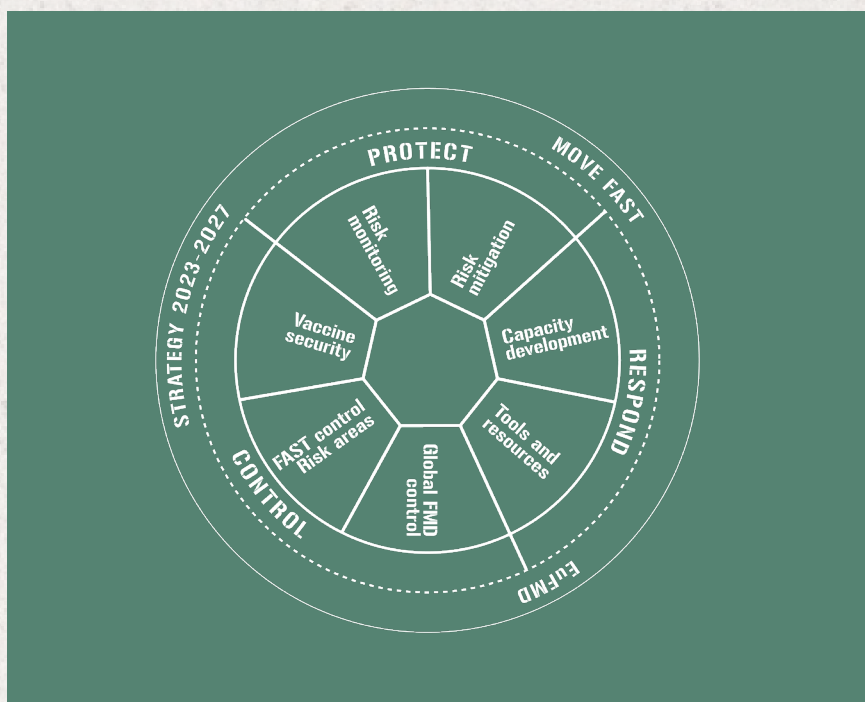 STRATEGY 2023-2027
MOVE FAST
EuFMD
PROTECT
Risk
monitoring
Risk
mitigation
RESPOND
Capacity
development
Tools and
resources
CONTROL
Global FMD
control
FAST control
Risk areas
Vaccine
security